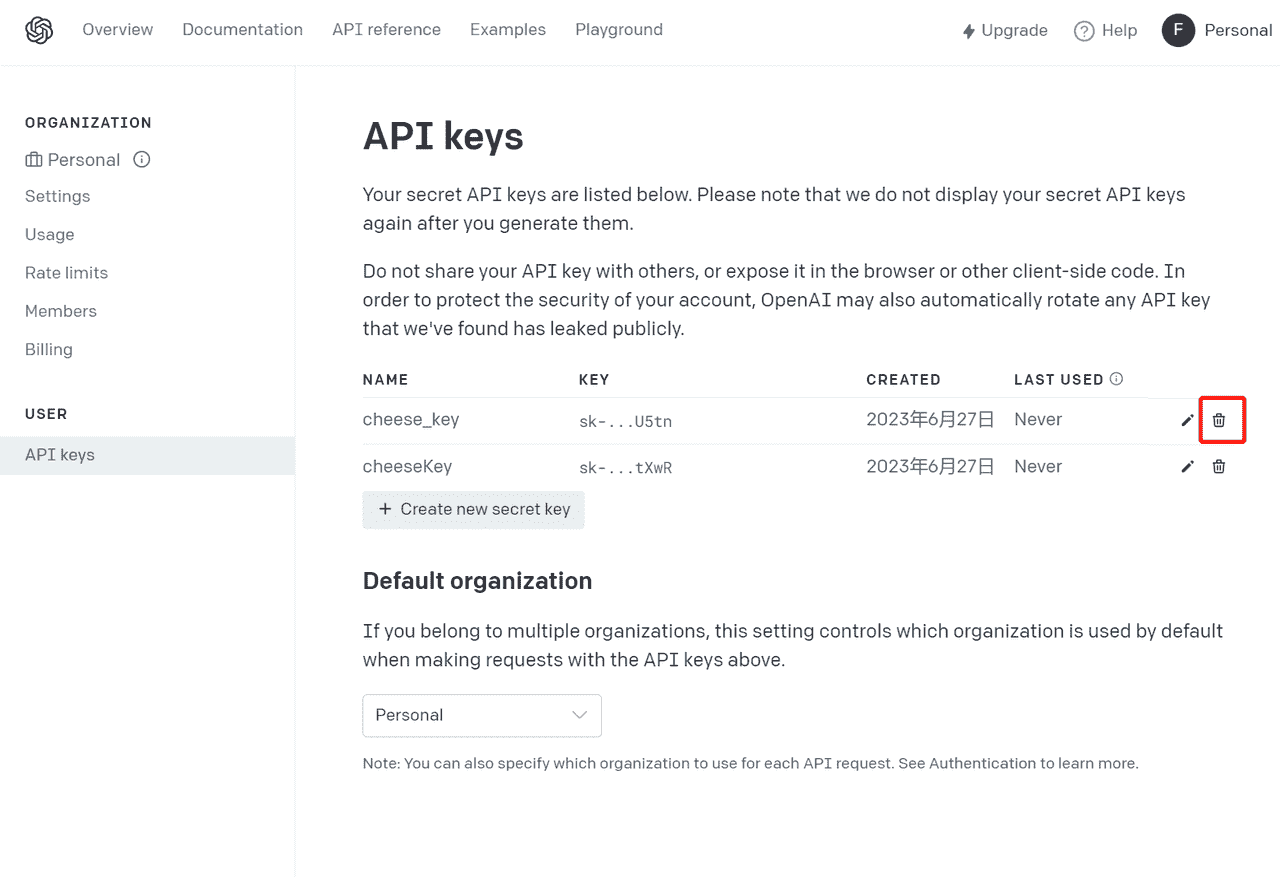 Overview Documentation API reference Examples Playground Upgrade Help F Personal
ORGANIZATION
Personal
Settings
Usage
Rate limits
Members
Billing
USER
API keys
API keys
Your secret API keys are listed below. Please note that we do not display your secret API keys
again after you generate them.
Do not share your API key with others, or expose it in the browser or other client-side code. In
order to protect the security of your account, OpenAI may also automatically rotate any API key
that we've found has leaked publicly.
NAME KEY CREATED LAST USED
cheese_key sk-...U5tn 2023年6月27日 Never
cheeseKey sk-...tXwR 2023年6月27日 Never
+ Create new secret key
Default organization
If you belong to multiple organizations, this setting controls which organization is used by default
when making requests with the API keys above.
Personal
Note: You can also specify which organization to use for each API request. See Authentication to learn more.